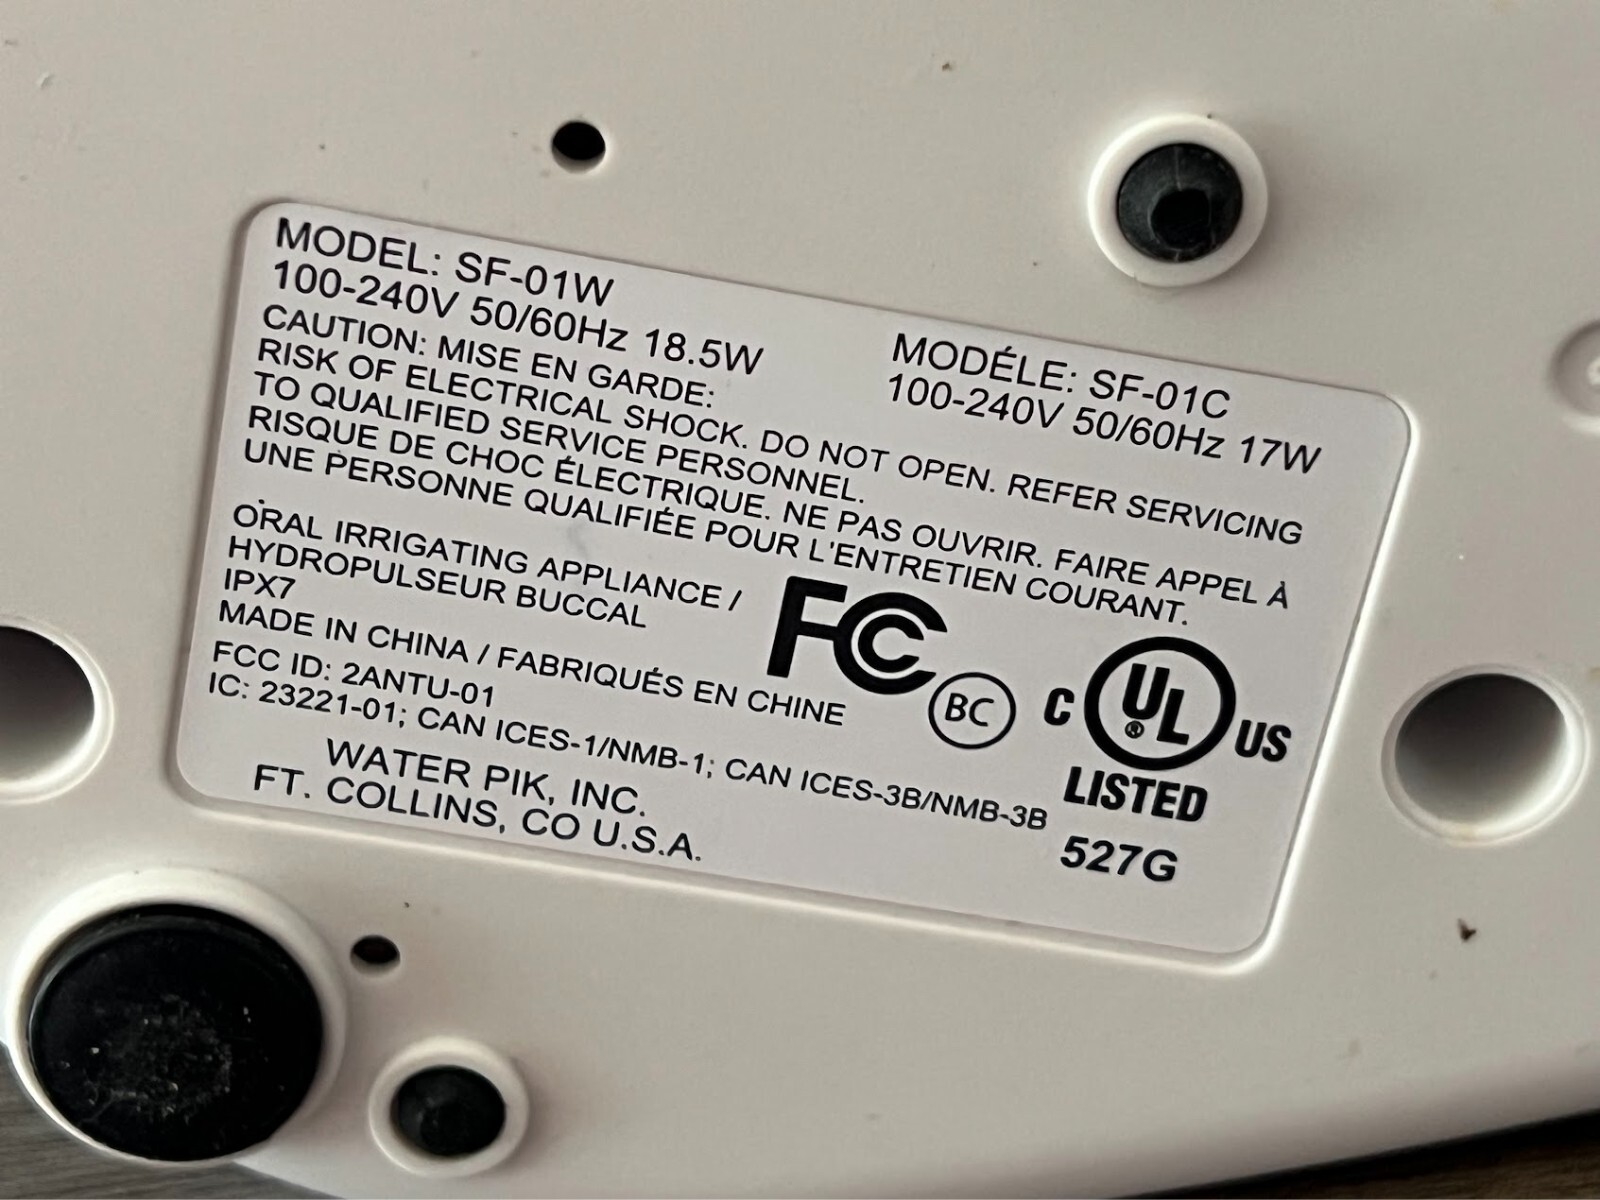 MODEL: SF-01W
100-240V 50/60Hz 18.5W
MODÉLE: SF-01C
100-240V 50/60Hz 17W
CAUTION: MISE EN GARDE:
RISK OF ELECTRICAL SHOCK. DO NOT OPEN. REFER SERVICING
TO QUALIFIED SERVICE PERSONNEL.
RISQUE DE CHOC ÉLECTRIQUE. NE PAS OUVRIR. FAIRE APPEL À
UNE PERSONNE QUALIFIÉE POUR L'ENTRETIEN COURANT.
ORAL IRRIGATING APPLIANCE /
HYDROPULSEUR BUCCAL
IPX7
MADE IN CHINA / FABRIQUÉS EN CHINE
FCC ID: 2ANTU-01
IC: 23221-01; CAN ICES-1/NMB-1; CAN ICES-3B/NMB-3B
WATER PIK, INC.
FT. COLLINS, CO U.S.A.
FC
BC
C UL® US
LISTED
527G